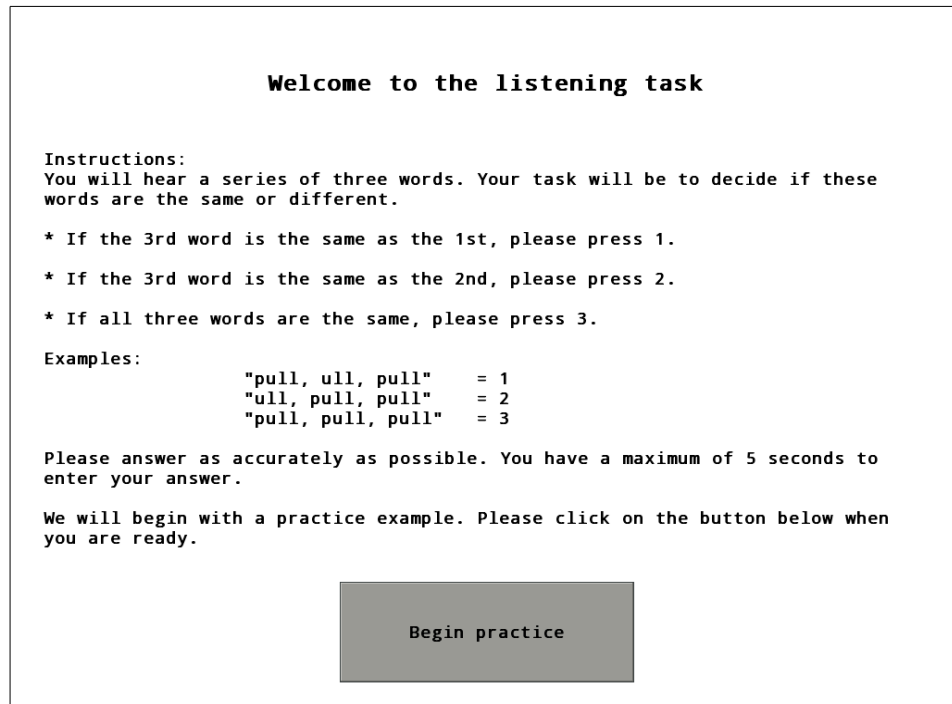 Welcome to the listening task
Instructions:
You will hear a series of three words. Your task will be to decide if these
words are the same or different.
* If the 3rd word is the same as the 1st, please press 1.
* If the 3rd word is the same as the 2nd, please press 2.
* If all three words are the same, please press 3.
Examples:
"pull, ull, pull" = 1
"ull, pull, pull" = 2
"pull, pull, pull" = 3
Please answer as accurately as possible. You have a maximum of 5 seconds to
enter your answer.
We will begin with a practice example. Please click on the button below when
you are ready.
Begin practice